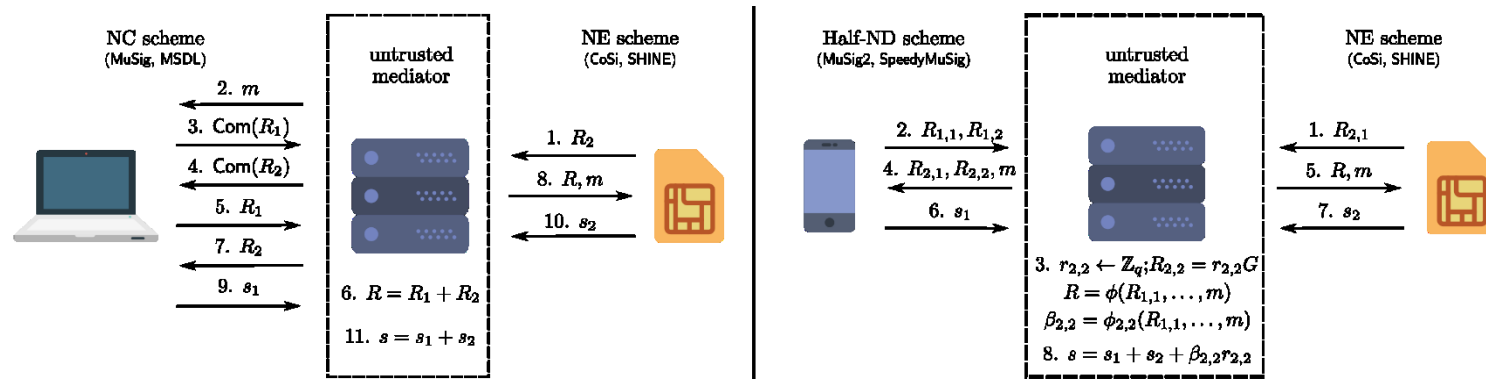 NC scheme
(MuSig, MSDL)
untrusted
mediator
NE scheme
(CoSi, SHINE)
2. m
3. Com(R₁)
4. Com(R₂)
5. R₁
7. R₂
9. s₁
1. R₂
8. R, m
10. s₂
6. R = R₁ + R₂
11. s = s₁ + s₂
Half-ND scheme
(MuSig2, SpeedyMuSig)
untrusted
mediator
NE scheme
(CoSi, SHINE)
2. R₁,₁, R₁,₂
4. R₂,₁, R₂,₂, m
6. s₁
1. R₂,₁
5. R, m
7. s₂
3. r₂,₂ ← ℤq; R₂,₂ = r₂,₂G
R = ϕ(R₁,₁, …, m)
β₂,₂ = ϕ₂,₂(R₁,₁, …, m)
8. s = s₁ + s₂ + β₂,₂r₂,₂